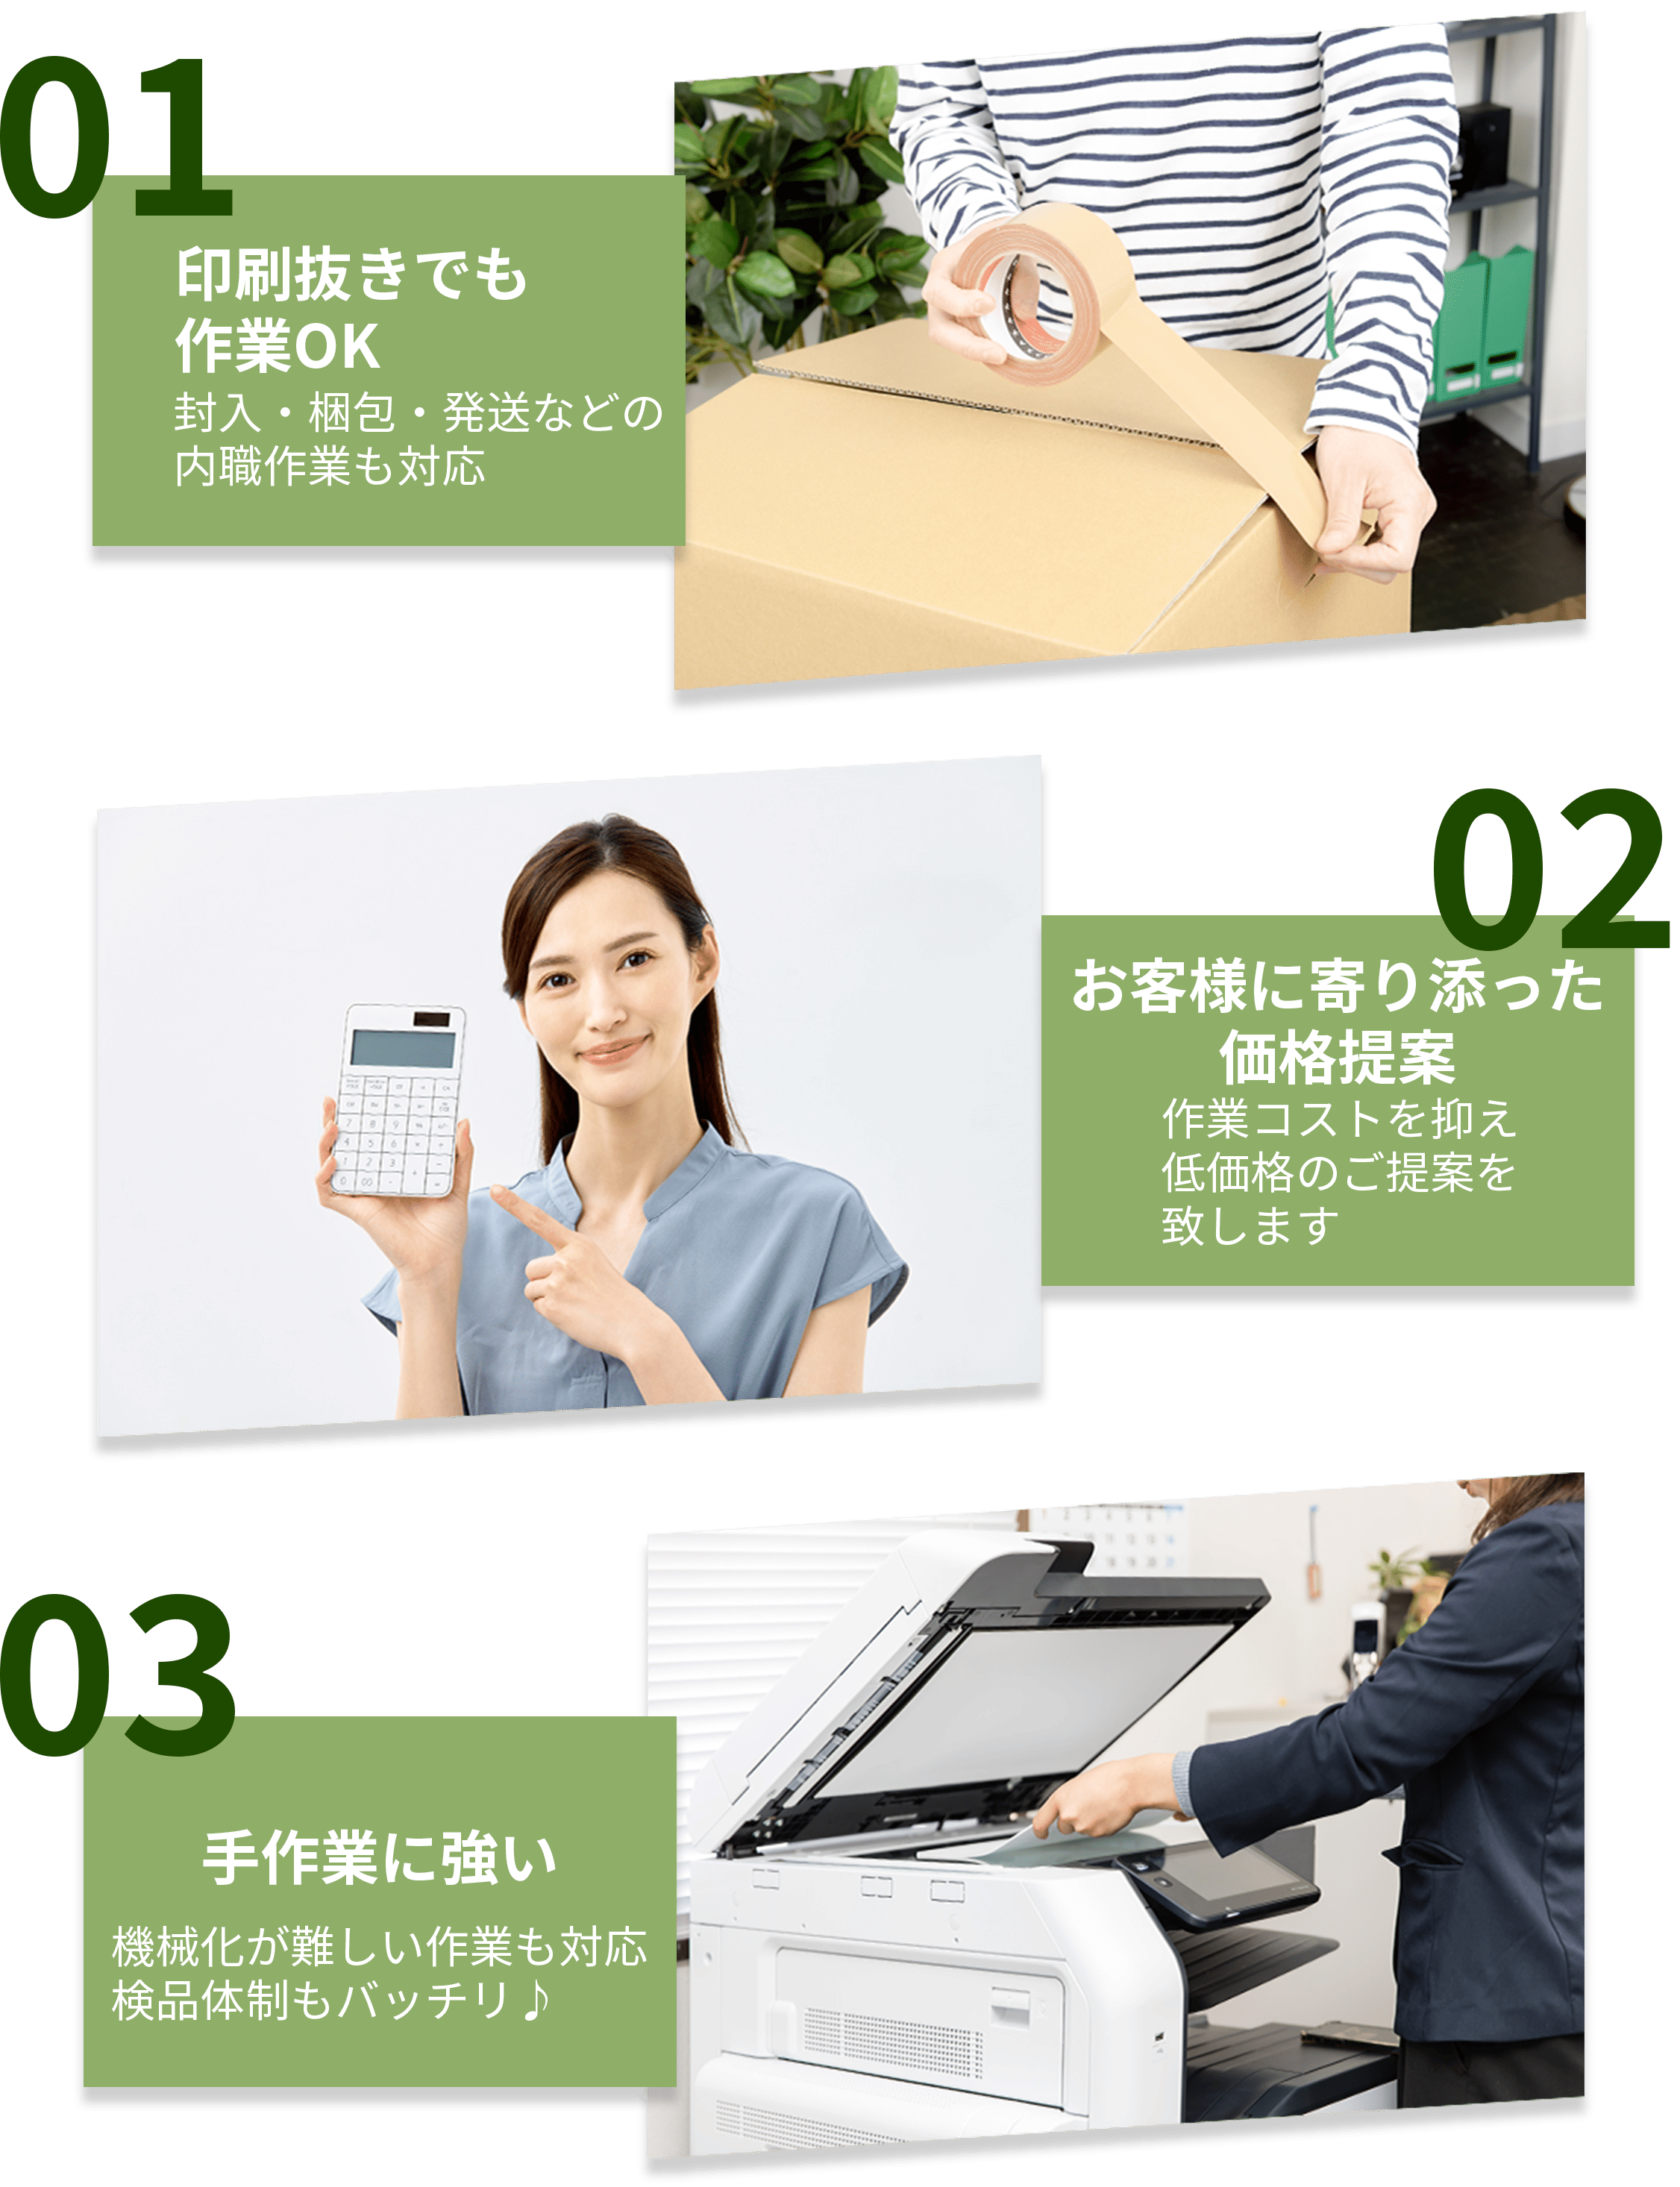 01
印刷抜きでも
作業OK
封入・梱包・発送などの
内職作業も対応
02
お客様に寄り添った
価格提案
作業コストを抑え
低価格のご提案を
致します
03
手作業に強い
機械化が難しい作業も対応
検品体制もバッチリ♪